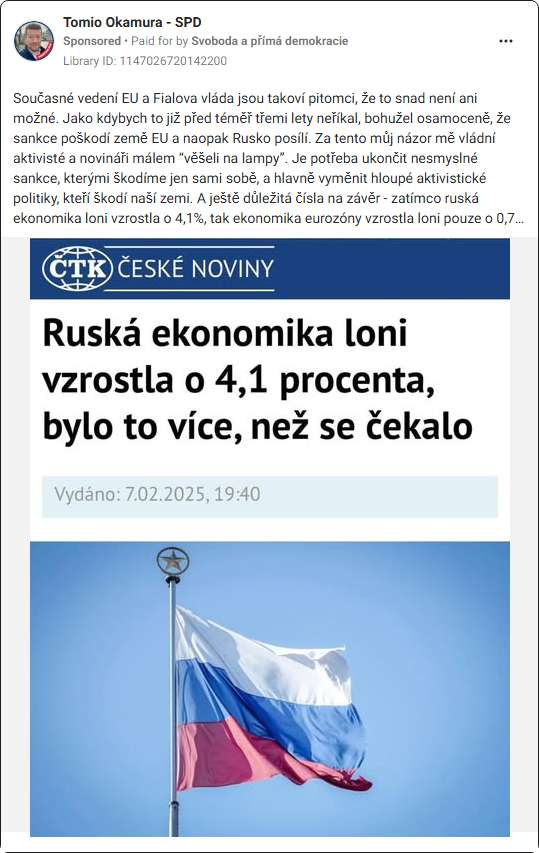 Tomio Okamura - SPD
Sponsored • Paid for by Svoboda a přímá demokracie
Library ID: 1147026720142200
Současné vedení EU a Fialova vláda jsou takoví pitomci, že to snad není ani
možné. Jako kdybych to již před téměř třemi lety neříkal, bohužel osamoceně, že
sankce poškodí země EU a naopak Rusko posílí. Za tento můj názor mě vládní
aktivisté a novináři málem “věšeli na lampy”. Je potřeba ukončit nesmyslné
sankce, kterými škodíme jen sami sobě, a hlavně vyměnit hloupé aktivistické
politiky, kteří škodí naší zemi. A ještě důležitá čísla na závěr - zatímco ruská
ekonomika loni vzrostla o 4,1%, tak ekonomika eurozóny vzrostla loni pouze o 0,7...
ČTK ČESKÉ NOVINY
Ruská ekonomika loni
vzrostla o 4,1 procenta,
bylo to více, než se čekalo
Vydáno: 7.02.2025, 19:40